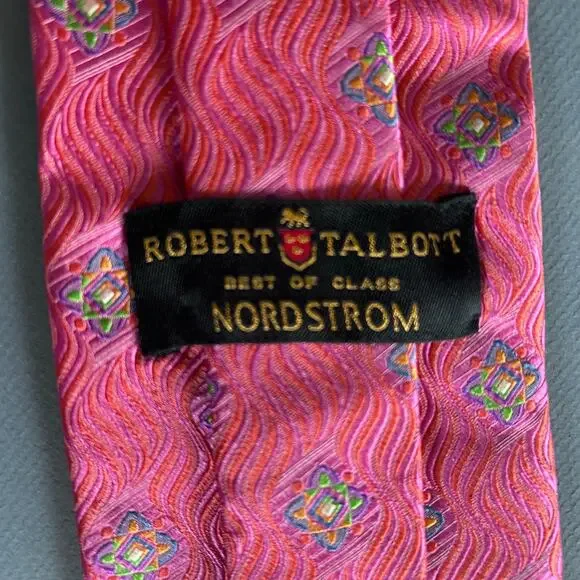 ROBERT TALBOTT
BEST OF CLASS
NORDSTROM